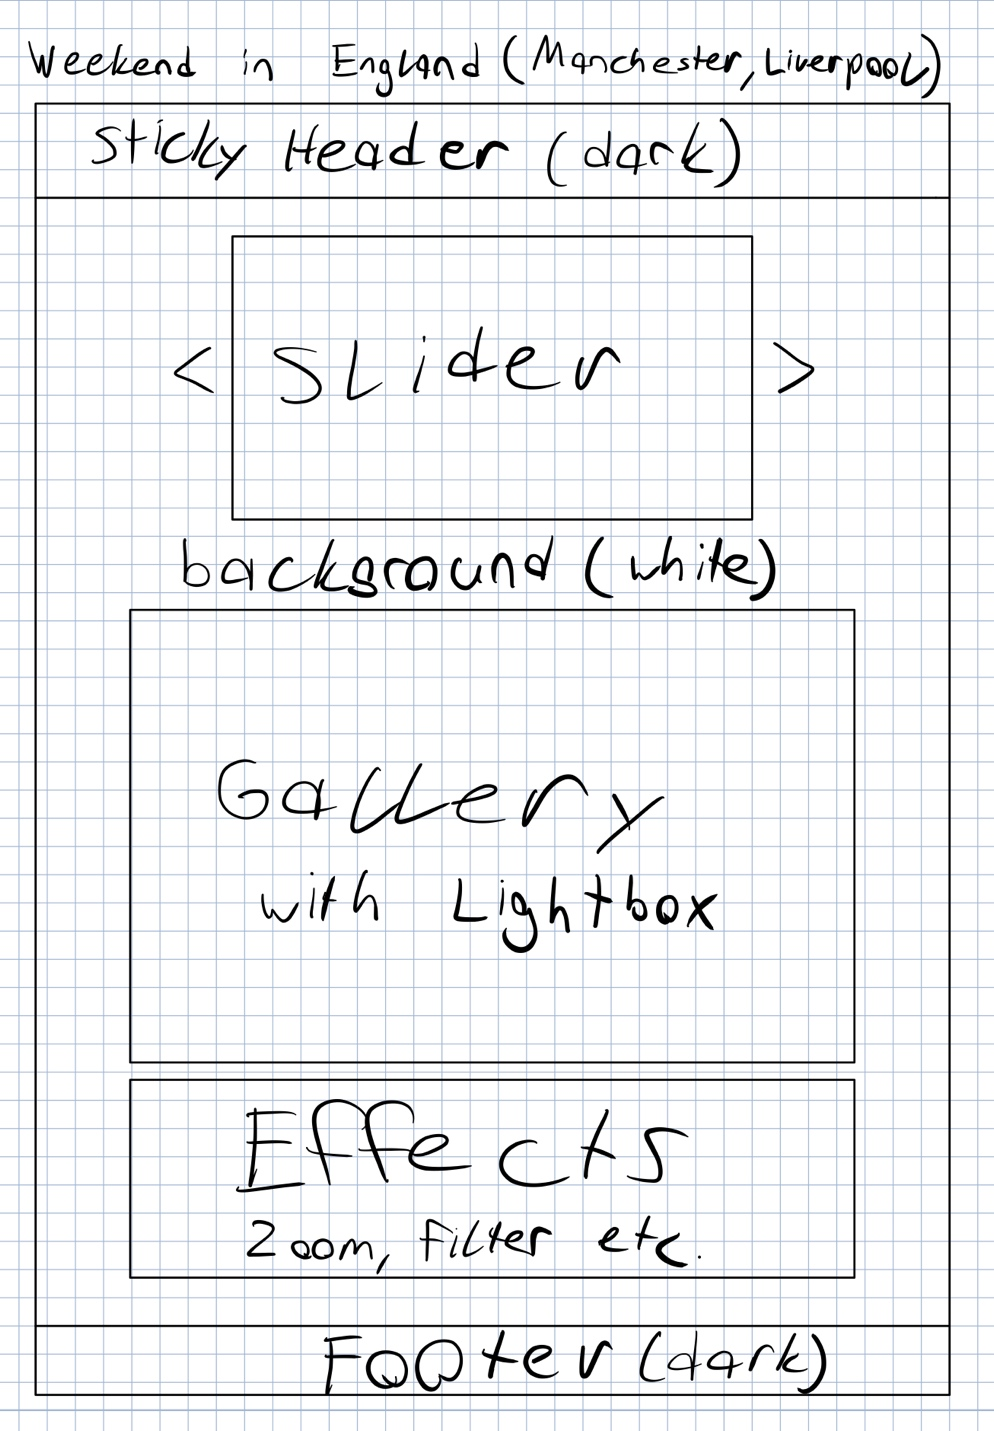 Weekend in England (Manchester, Liverpool)
Sticky Header (dark)
< Slider >
background (white)
Gallery
with Lightbox
Effects
Zoom, Filter etc.
Footer (dark)